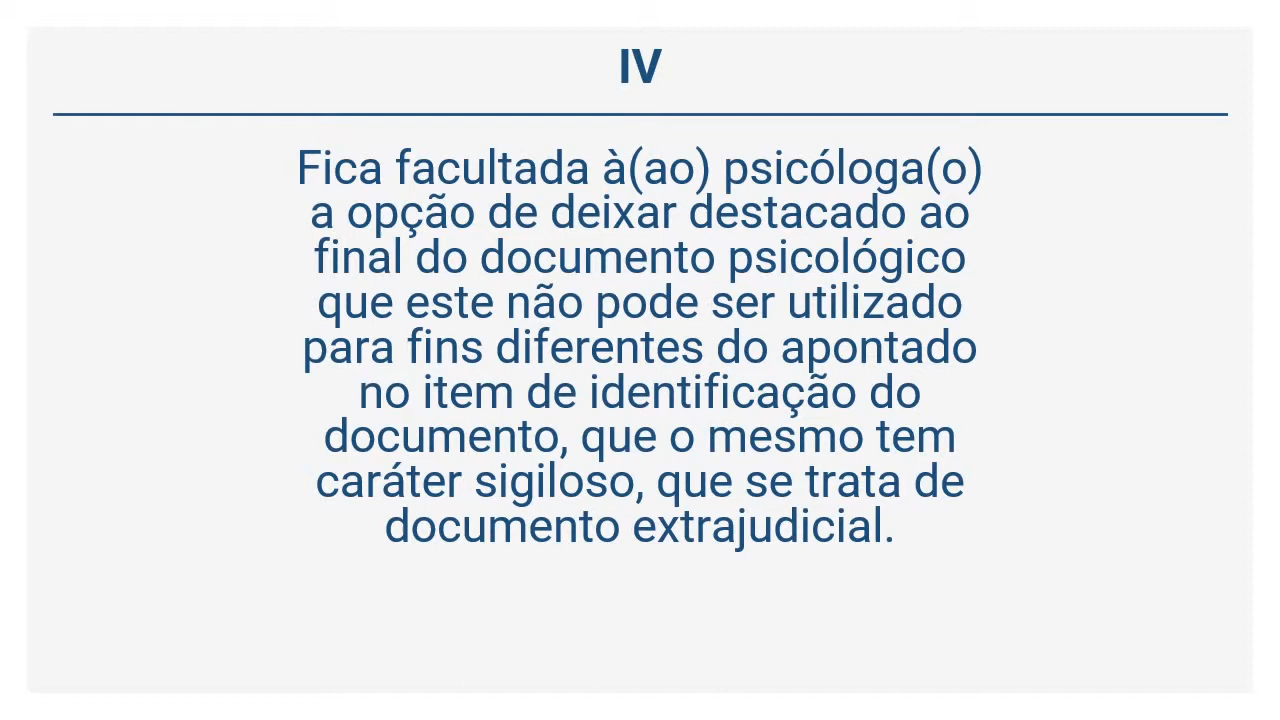 IV
Fica facultada à(ao) psicóloga(o)
a opção de deixar destacado ao
final do documento psicológico
que este não pode ser utilizado
para fins diferentes do apontado
no item de identificação do
documento, que o mesmo tem
caráter sigiloso, que se trata de
documento extrajudicial.